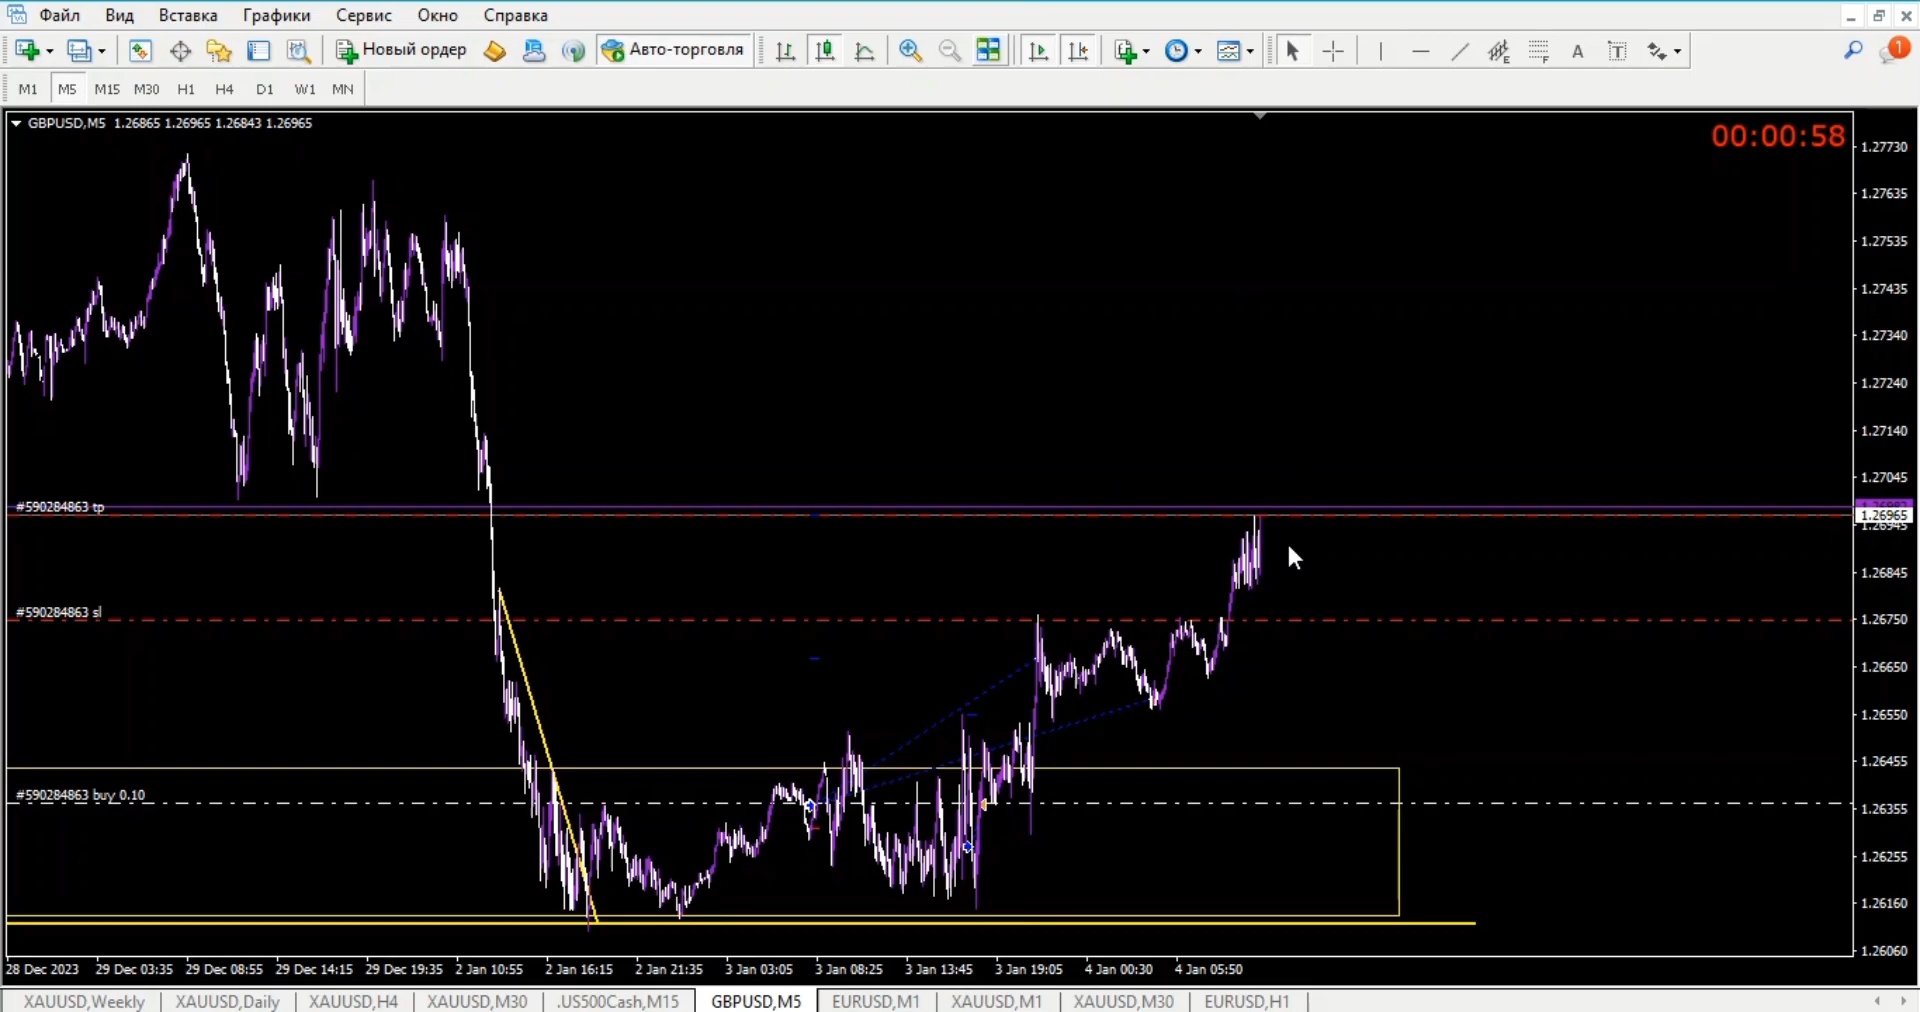 Файл Вид Вставка Графики Сервис Окно Справка
Новый ордер Авто-торговля E F A T 1
M1 M5 M15 M30 H1 H4 D1 W1 MN
GBPUSD,M5 1.26865 1.26965 1.26843 1.26965
00:00:58
1.27730
1.27635
1.27535
1.27435
1.27340
1.27240
1.27140
1.27045
#590284863 tp
1.26965
1.26945
1.26845
#590284863 sl
1.26750
1.26650
1.26550
1.26455
#590284863 buy 0.10
1.26355
1.26255
1.26160
1.26060
28 Dec 2023 29 Dec 03:35 29 Dec 08:55 29 Dec 14:15 29 Dec 19:35 2 Jan 10:55 2 Jan 16:15 2 Jan 21:35 3 Jan 03:05 3 Jan 08:25 3 Jan 13:45 3 Jan 19:05 4 Jan 00:30 4 Jan 05:50
XAUUSD,Weekly XAUUSD,Daily XAUUSD,H4 XAUUSD,M30 .US500Cash,M15 GBPUSD,M5 EURUSD,M1 XAUUSD,M1 XAUUSD,M30 EURUSD,H1